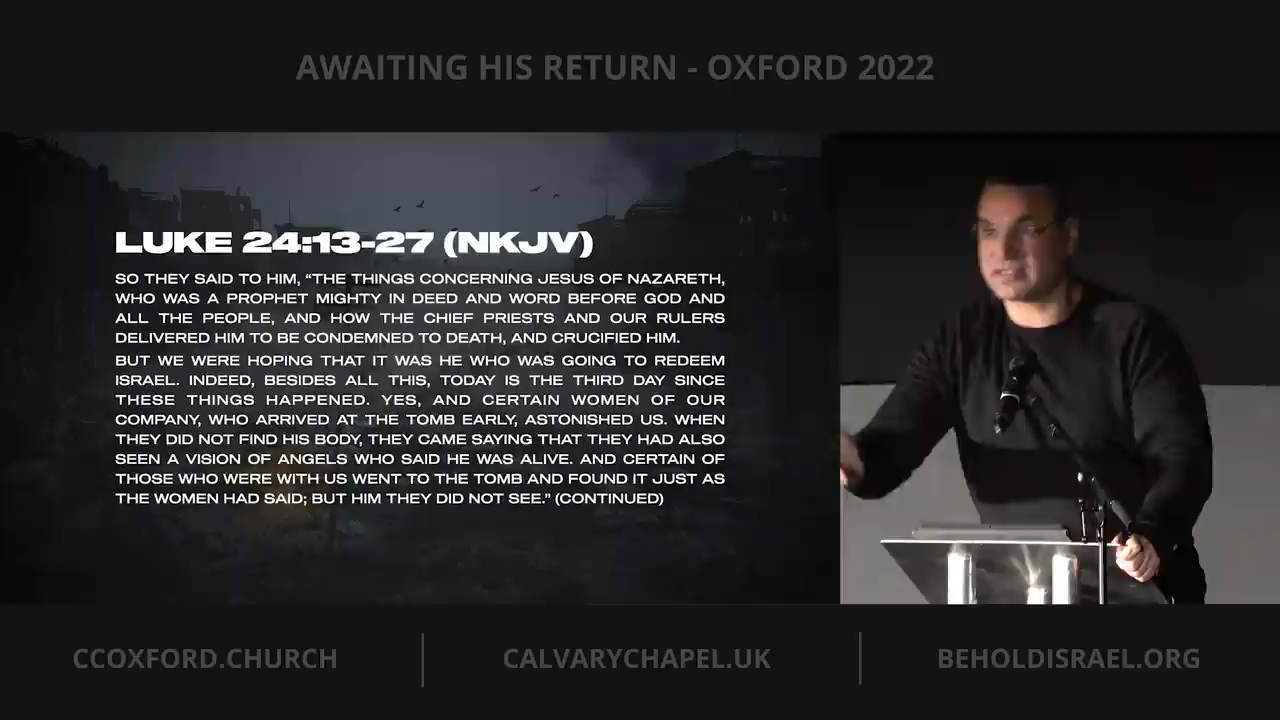 AWAITING HIS RETURN - OXFORD 2022
LUKE 24:13-27 (NKJV)
SO THEY SAID TO HIM, “THE THINGS CONCERNING JESUS OF NAZARETH,
WHO WAS A PROPHET MIGHTY IN DEED AND WORD BEFORE GOD AND
ALL THE PEOPLE, AND HOW THE CHIEF PRIESTS AND OUR RULERS
DELIVERED HIM TO BE CONDEMNED TO DEATH, AND CRUCIFIED HIM.
BUT WE WERE HOPING THAT IT WAS HE WHO WAS GOING TO REDEEM
ISRAEL. INDEED, BESIDES ALL THIS, TODAY IS THE THIRD DAY SINCE
THESE THINGS HAPPENED. YES, AND CERTAIN WOMEN OF OUR
COMPANY, WHO ARRIVED AT THE TOMB EARLY, ASTONISHED US. WHEN
THEY DID NOT FIND HIS BODY, THEY CAME SAYING THAT THEY HAD ALSO
SEEN A VISION OF ANGELS WHO SAID HE WAS ALIVE. AND CERTAIN OF
THOSE WHO WERE WITH US WENT TO THE TOMB AND FOUND IT JUST AS
THE WOMEN HAD SAID; BUT HIM THEY DID NOT SEE.” (CONTINUED)
CCOXFORD.CHURCH
CALVARYCHAPEL.UK
BEHOLDISRAEL.ORG